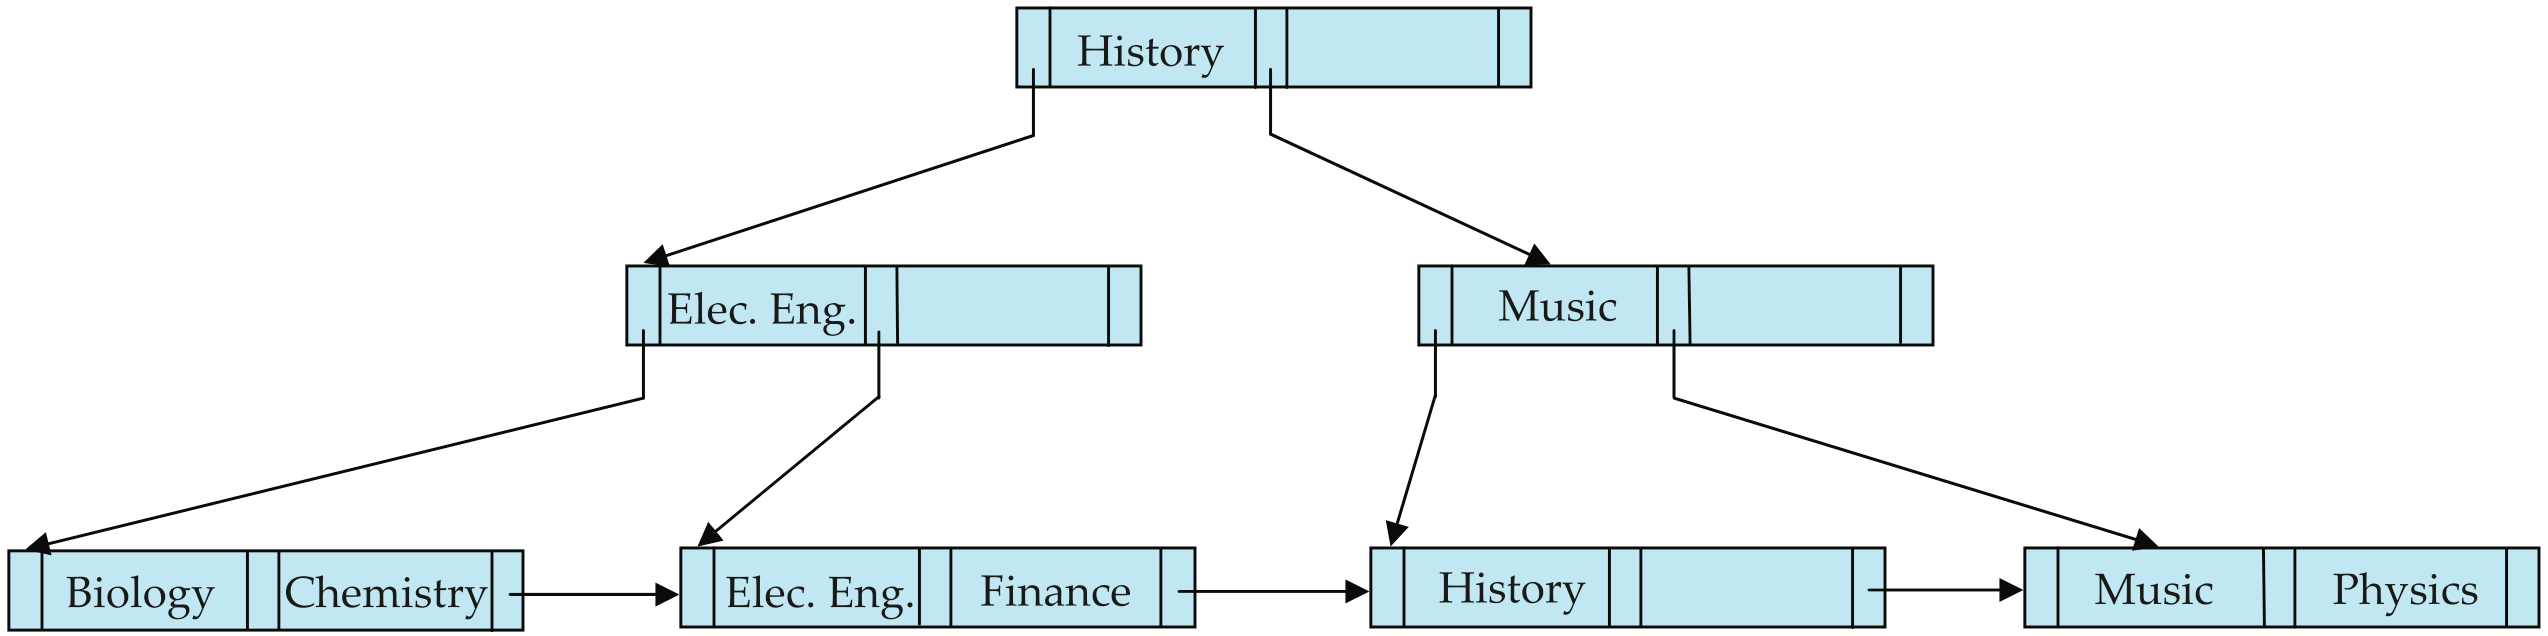 History
Elec. Eng.
Music
Biology Chemistry
Elec. Eng. Finance
History
Music Physics